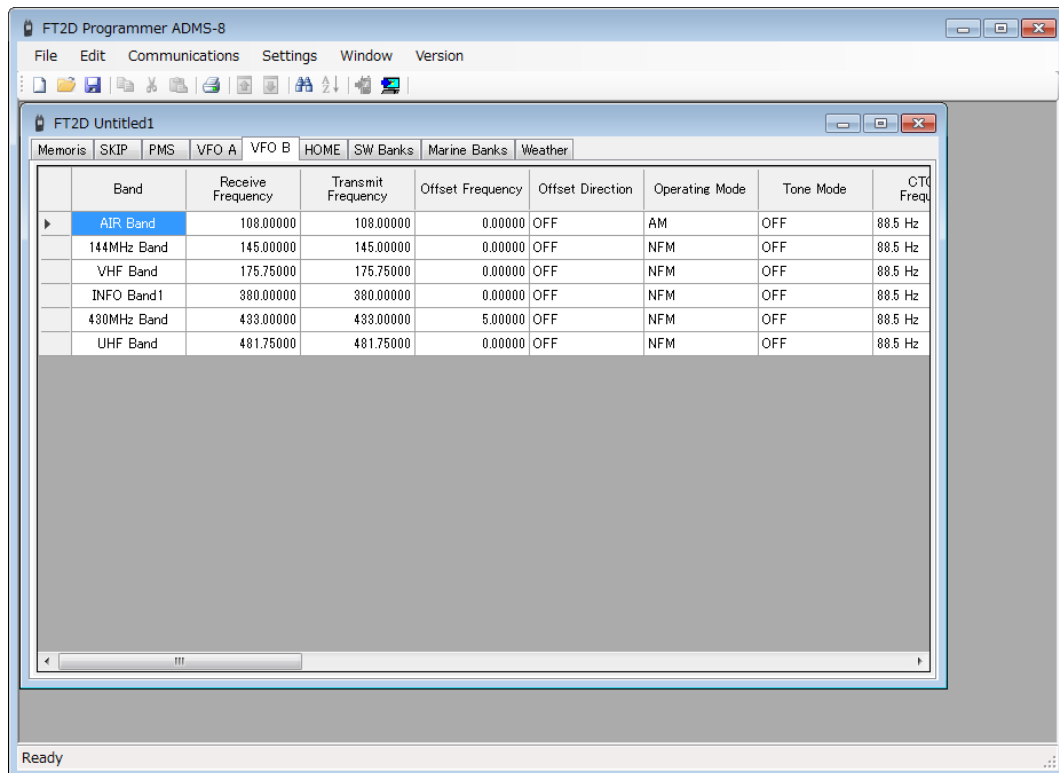 FT2D Programmer ADMS-8
File Edit Communications Settings Window Version
FT2D Untitled1
Memoris SKIP PMS VFO A VFO B HOME SW Banks Marine Banks Weather
Band Receive Frequency Transmit Frequency Offset Frequency Offset Direction Operating Mode Tone Mode
AIR Band 108.00000 108.00000 0.00000 OFF AM OFF 88.5 Hz
144MHz Band 145.00000 145.00000 0.00000 OFF NFM OFF 88.5 Hz
VHF Band 175.75000 175.75000 0.00000 OFF NFM OFF 88.5 Hz
INFO Band1 380.00000 380.00000 0.00000 OFF NFM OFF 88.5 Hz
430MHz Band 433.00000 433.00000 5.00000 OFF NFM OFF 88.5 Hz
UHF Band 481.75000 481.75000 0.00000 OFF NFM OFF 88.5 Hz
Ready